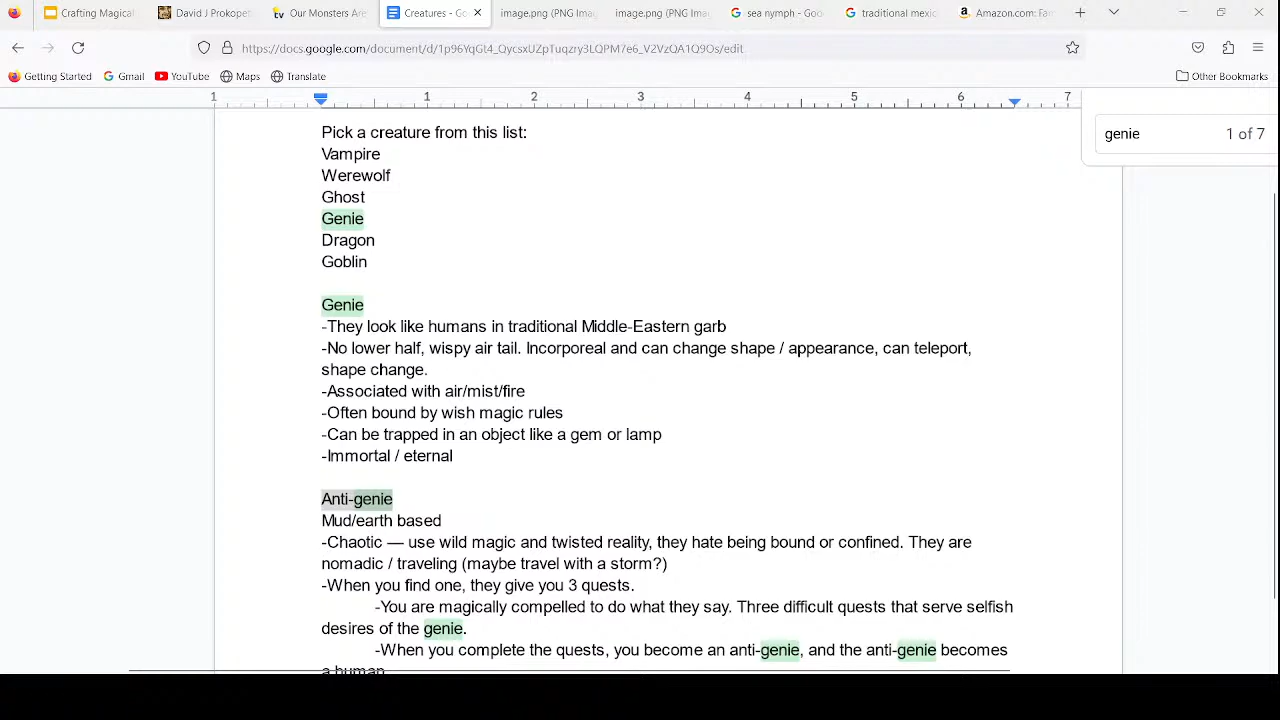 Crafting Magical
David J Prokopet
tv Our Monsters Are
Creatures - Go
image.png (PNG Imag
image.png (PNG Imag
sea nymph - Goo
traditional mexic
Amazon.com: Fan
https://docs.google.com/document/d/1p96YqCt4_QycsxUZpTuqzry3LQPM7e6_V2VzQA1Q9Os/edit
Getting Started
Gmail
YouTube
Maps
Translate
Other Bookmarks
1 1 2 3 4 5 6 7
genie 1 of 7
Pick a creature from this list:
Vampire
Werewolf
Ghost
Genie
Dragon
Goblin
Genie
-They look like humans in traditional Middle-Eastern garb
-No lower half, wispy air tail. Incorporeal and can change shape / appearance, can teleport,
shape change.
-Associated with air/mist/fire
-Often bound by wish magic rules
-Can be trapped in an object like a gem or lamp
-Immortal / eternal
Anti-genie
Mud/earth based
-Chaotic — use wild magic and twisted reality, they hate being bound or confined. They are
nomadic / traveling (maybe travel with a storm?)
-When you find one, they give you 3 quests.
-You are magically compelled to do what they say. Three difficult quests that serve selfish
desires of the genie.
-When you complete the quests, you become an anti-genie, and the anti-genie becomes
a human